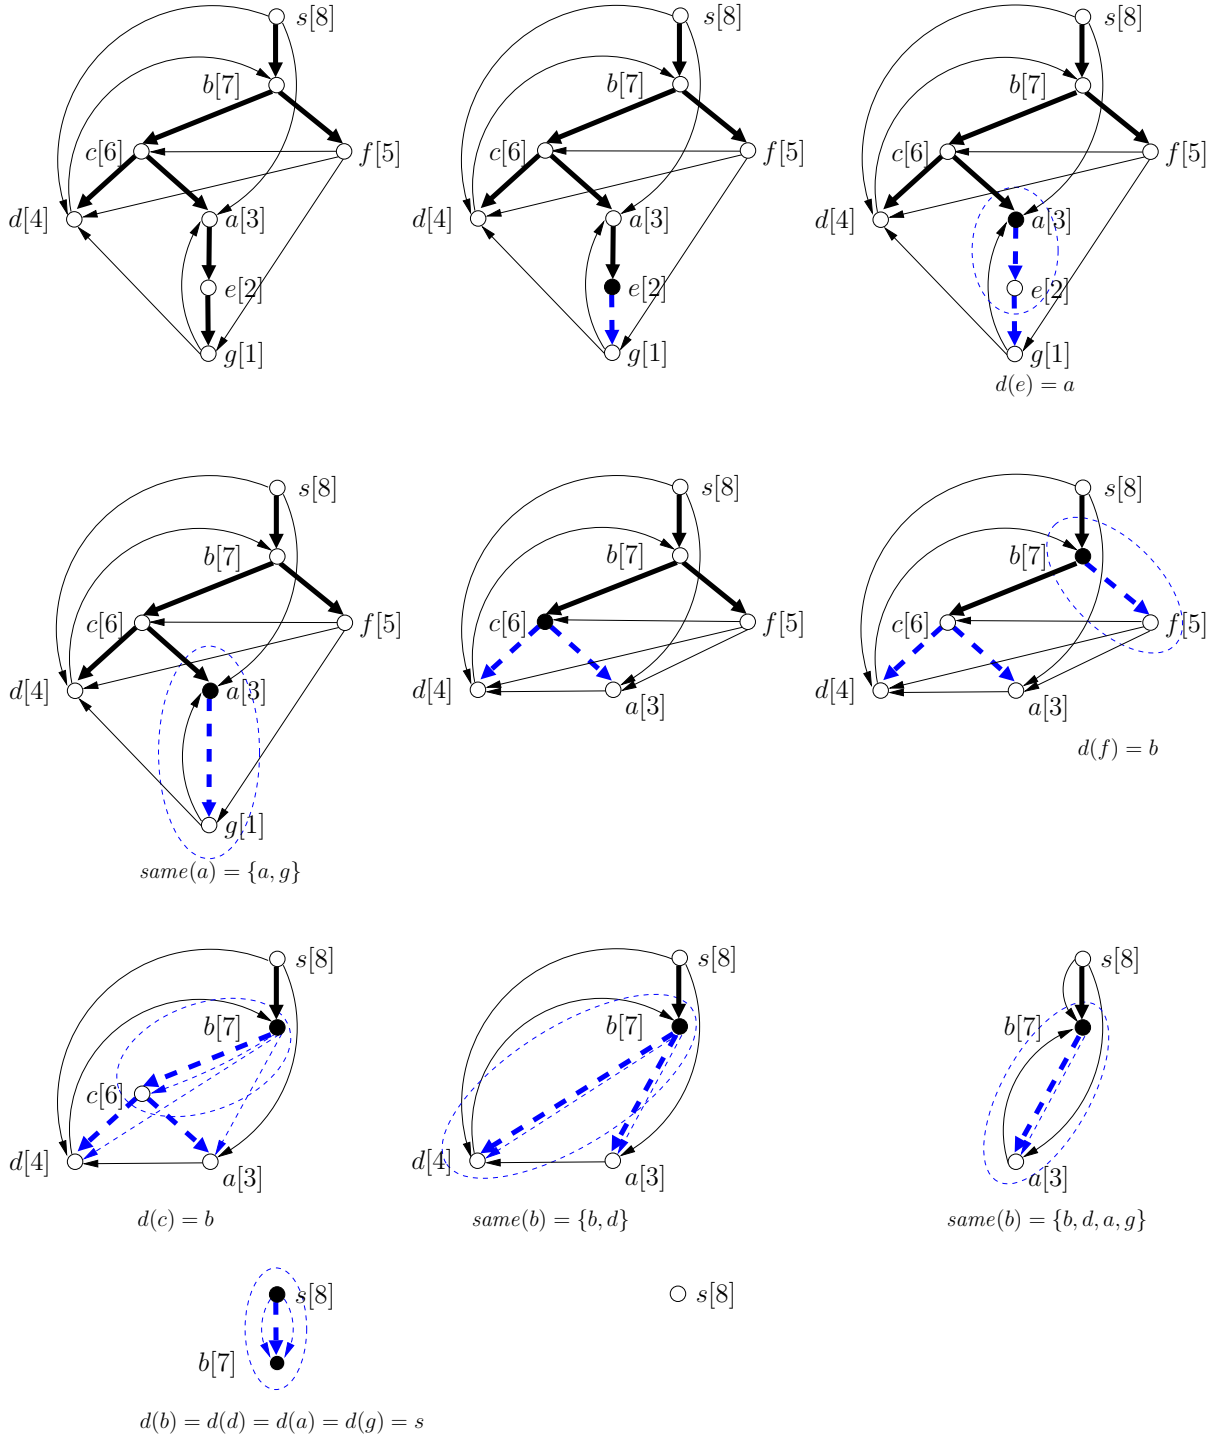 s[8] s[8] s[8]
b[7] b[7] b[7]
c[6] f[5] c[6] f[5] c[6] f[5]
d[4] a[3] d[4] a[3] d[4] a[3]
e[2] e[2] e[2]
g[1] g[1] g[1]
d(e) = a
s[8] s[8] s[8]
b[7] b[7] b[7]
c[6] f[5] c[6] f[5] c[6] f[5]
d[4] a[3] d[4] a[3] d[4] a[3]
d(f) = b
g[1]
same(a) = {a, g}
s[8] s[8] s[8]
b[7] b[7] b[7]
c[6]
d[4] a[3] d[4] a[3] a[3]
d(c) = b same(b) = {b, d} same(b) = {b, d, a, g}
s[8] s[8]
b[7]
d(b) = d(d) = d(a) = d(g) = s